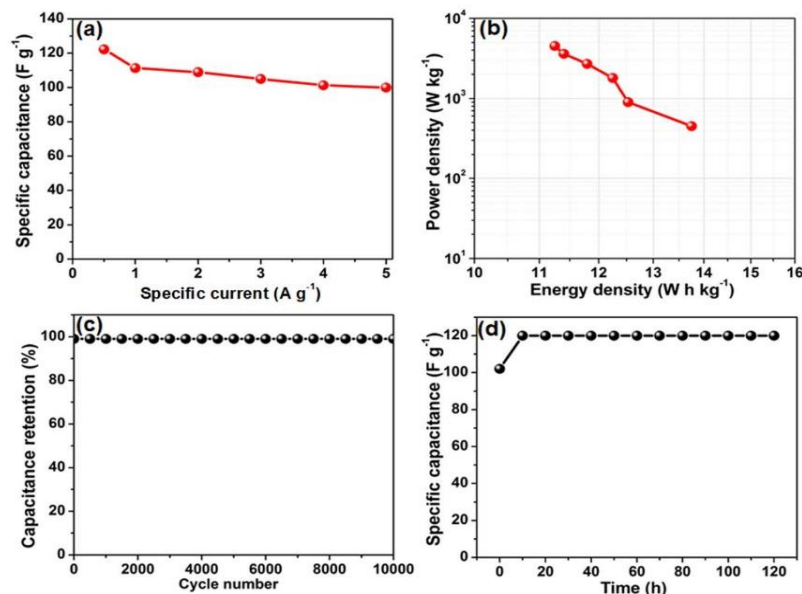 (a)
Specific capacitance (F g⁻¹)
140
120
100
80
60
40
20
0
0 1 2 3 4 5
Specific current (A g⁻¹)
(b)
Power density (W kg⁻¹)
10⁴
10³
10²
10¹
10 11 12 13 14 15 16
Energy density (W h kg⁻¹)
(c)
Capacitance retention (%)
100
80
60
40
20
0
0 2000 4000 6000 8000 10000
Cycle number
(d)
Specific capacitance (F g⁻¹)
120
100
80
60
40
20
0
0 20 40 60 80 100 120
Time (h)